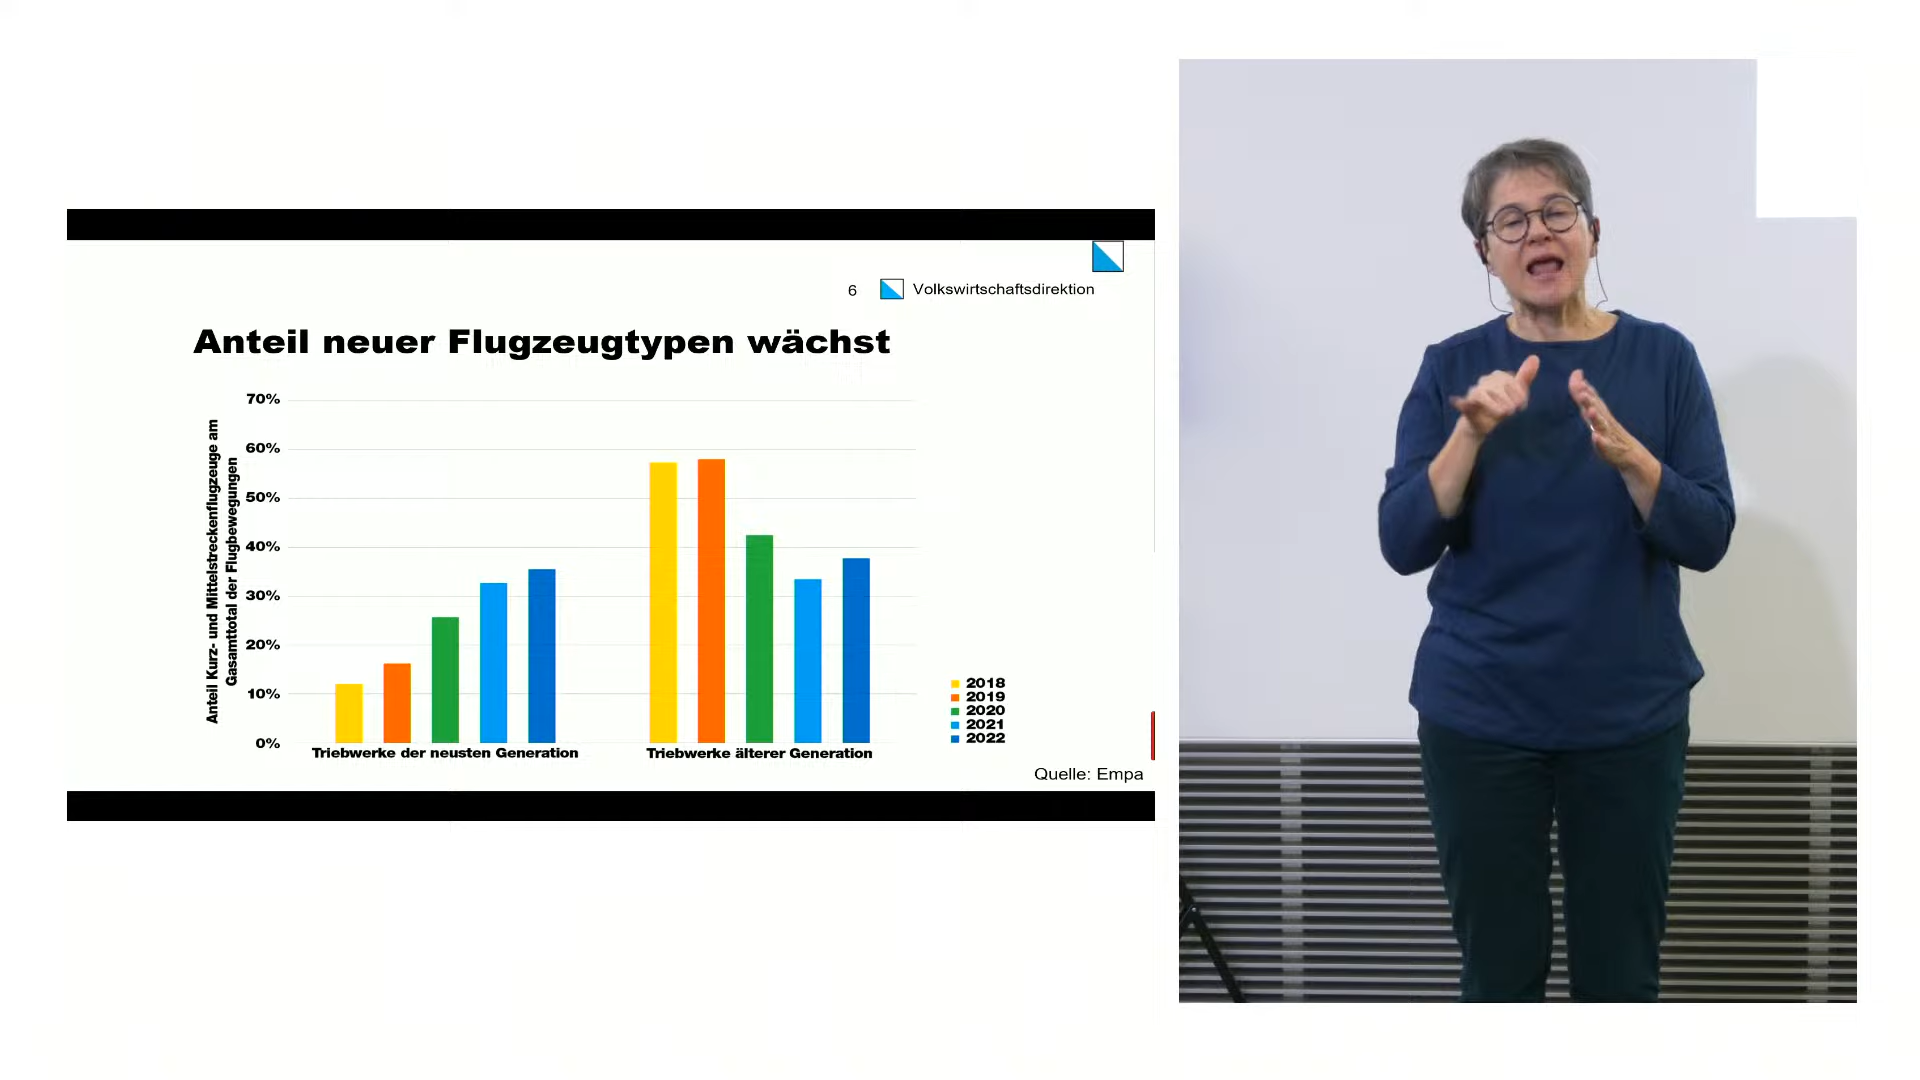 6 Volkswirtschaftsdirektion
Anteil neuer Flugzeugtypen wächst
Anteil Kurz- und Mittelstreckenflugzeuge am
Gasamttotal der Flugbewegungen
70%
60%
50%
40%
30%
20%
10%
0%
Triebwerke der neusten Generation
Triebwerke älterer Generation
2018
2019
2020
2021
2022
Quelle: Empa